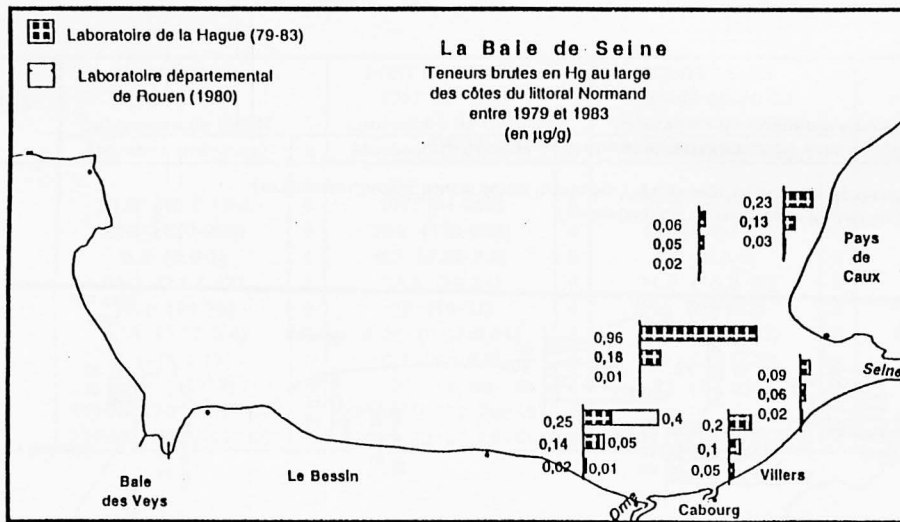 Laboratoire de la Hague (79-83)
Laboratoire départemental
de Rouen (1980)
La Baie de Seine
Teneurs brutes en Hg au large
des côtes du littoral Normand
entre 1979 et 1983
(en µg/g)
0,23
0,13
0,03
0,06
0,05
0,02
Pays
de
Caux
0,96
0,18
0,01
Seine
0,09
0,06
0,02
0,25
0,4
0,14
0,05
0,02
0,01
0,2
0,1
0,05
Villers
Baie
des Veys
Le Bessin
Orne
Cabourg